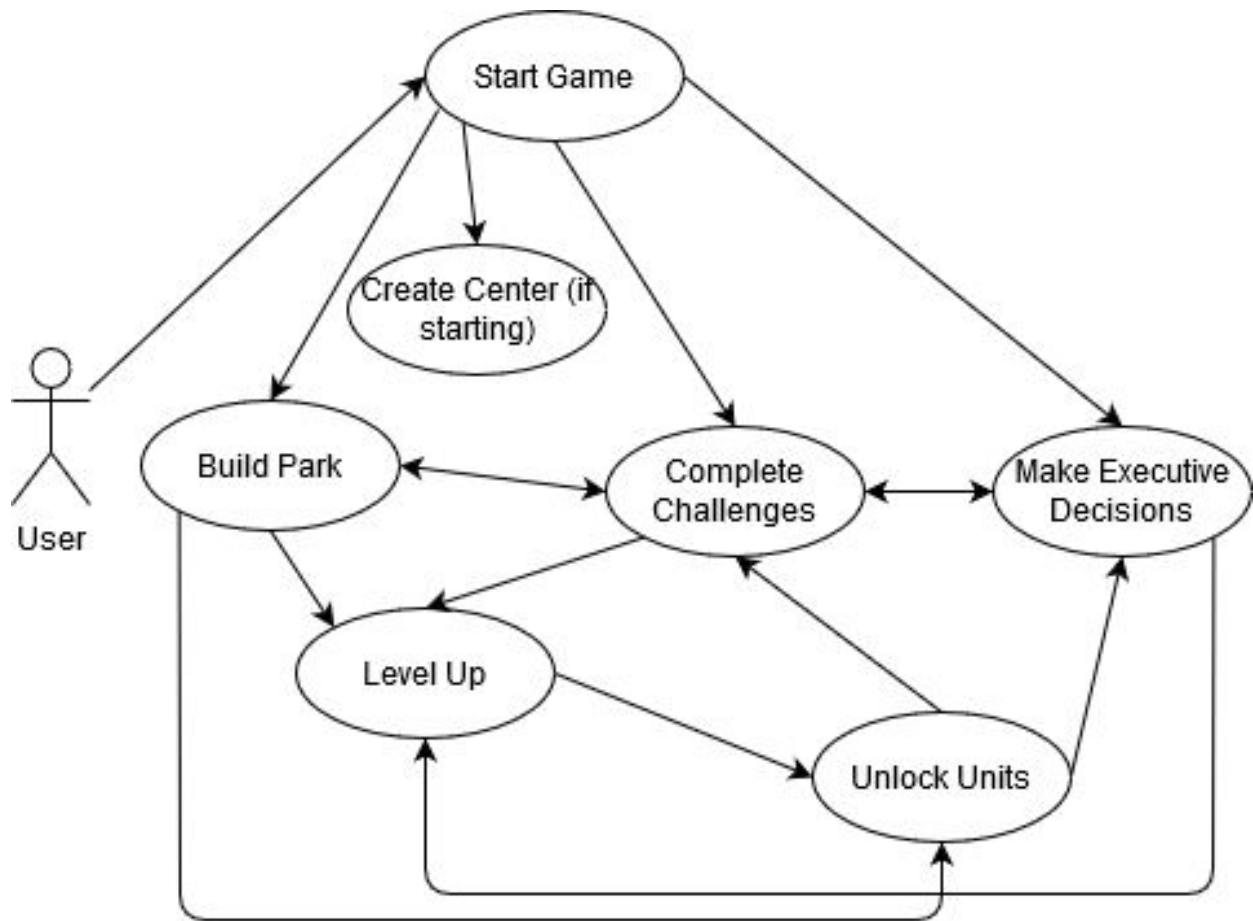 Start Game
Create Center (if
starting)
Build Park
Complete
Challenges
Make Executive
Decisions
User
Level Up
Unlock Units